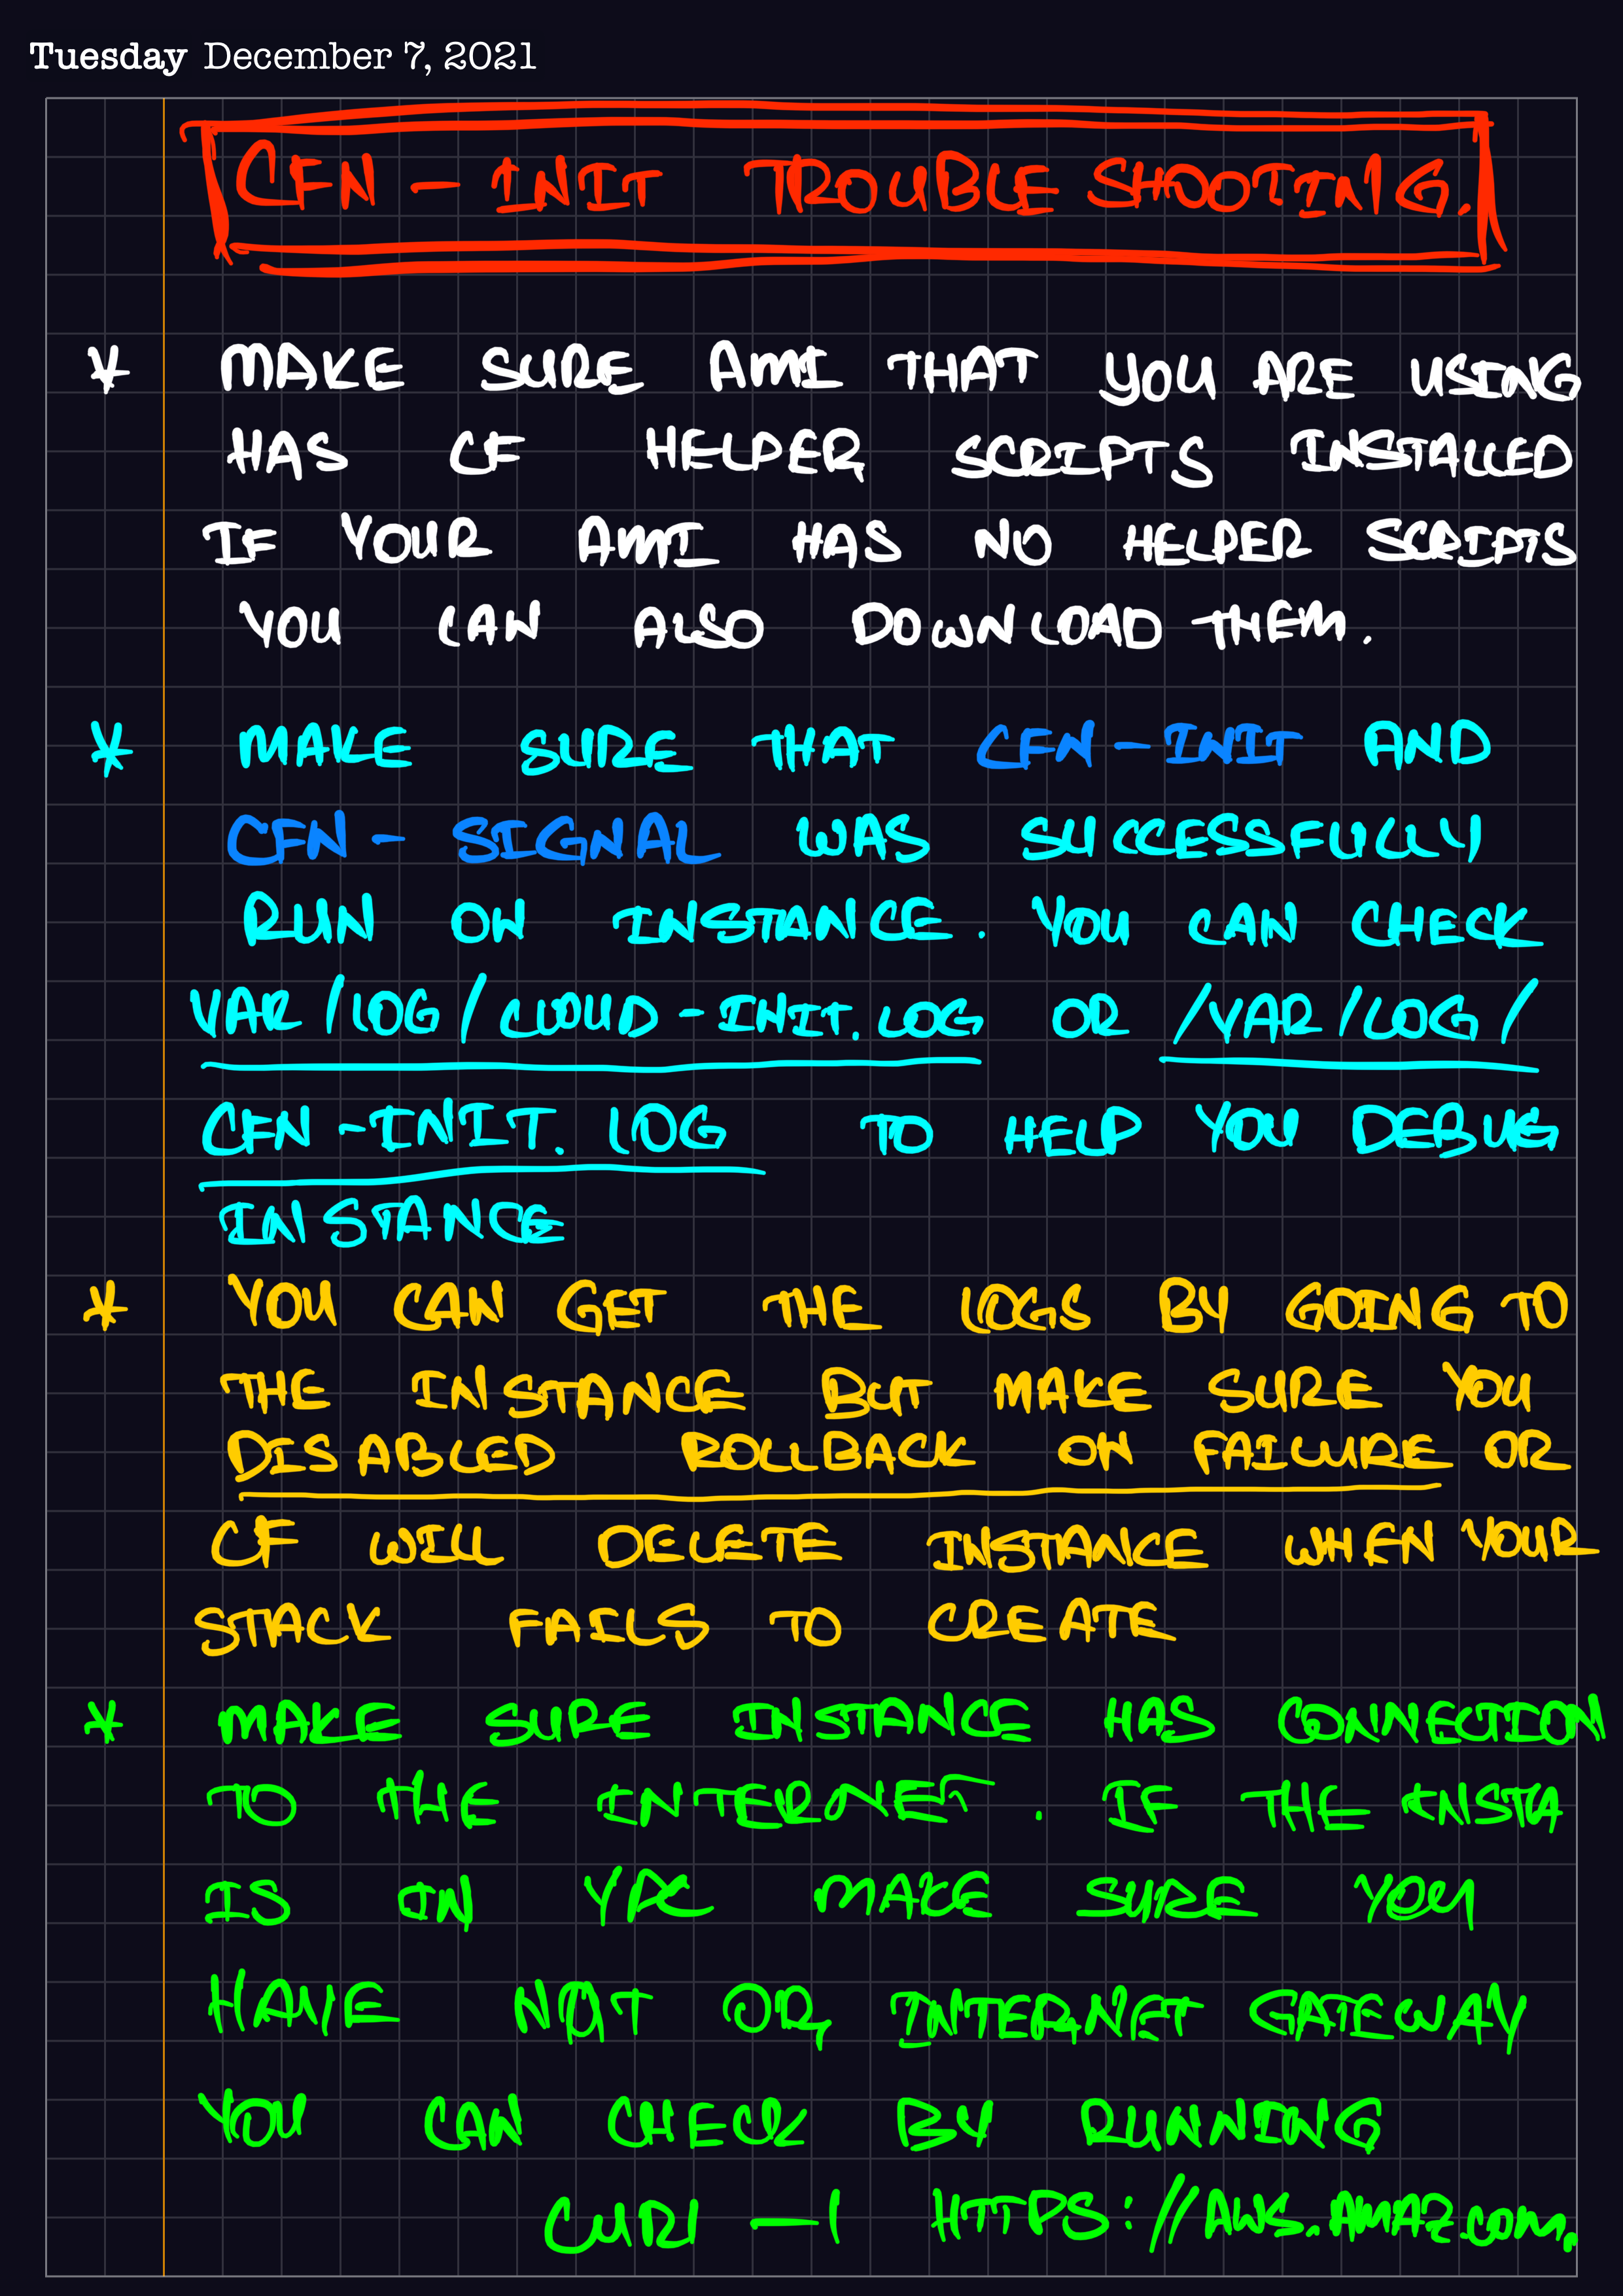 Tuesday December 7, 2021
CFN - INIT TROUBLESHOOTING.
* MAKE SURE AMI THAT YOU ARE USING
HAS CF HELPER SCRIPTS INSTALLED
IF YOUR AMI HAS NO HELPER SCRIPTS
YOU CAN ALSO DOWNLOAD THEM.
* MAKE SURE THAT CFN-INIT AND
CFN - SIGNAL WAS SUCCESSFULLY
RUN ON INSTANCE. YOU CAN CHECK
VAR/LOG/CLOUD-INIT.LOG OR /VAR/LOG/
CFN-INIT.LOG TO HELP YOU DEBUG
INSTANCE
* YOU CAN GET THE LOGS BY GOING TO
THE INSTANCE BUT MAKE SURE YOU
DISABLED ROLLBACK ON FAILURE OR
CF WILL DELETE INSTANCE WHEN YOUR
STACK FAILS TO CREATE
* MAKE SURE INSTANCE HAS CONNECTION
TO THE INTERNET. IF THE INSTA
IS IN VPC MAKE SURE YOU
HAVE NAT OR INTERNET GATEWAY
YOU CAN CHECK BY RUNNING
CURl -I HTTPS://AWS.AMAZ.COM.